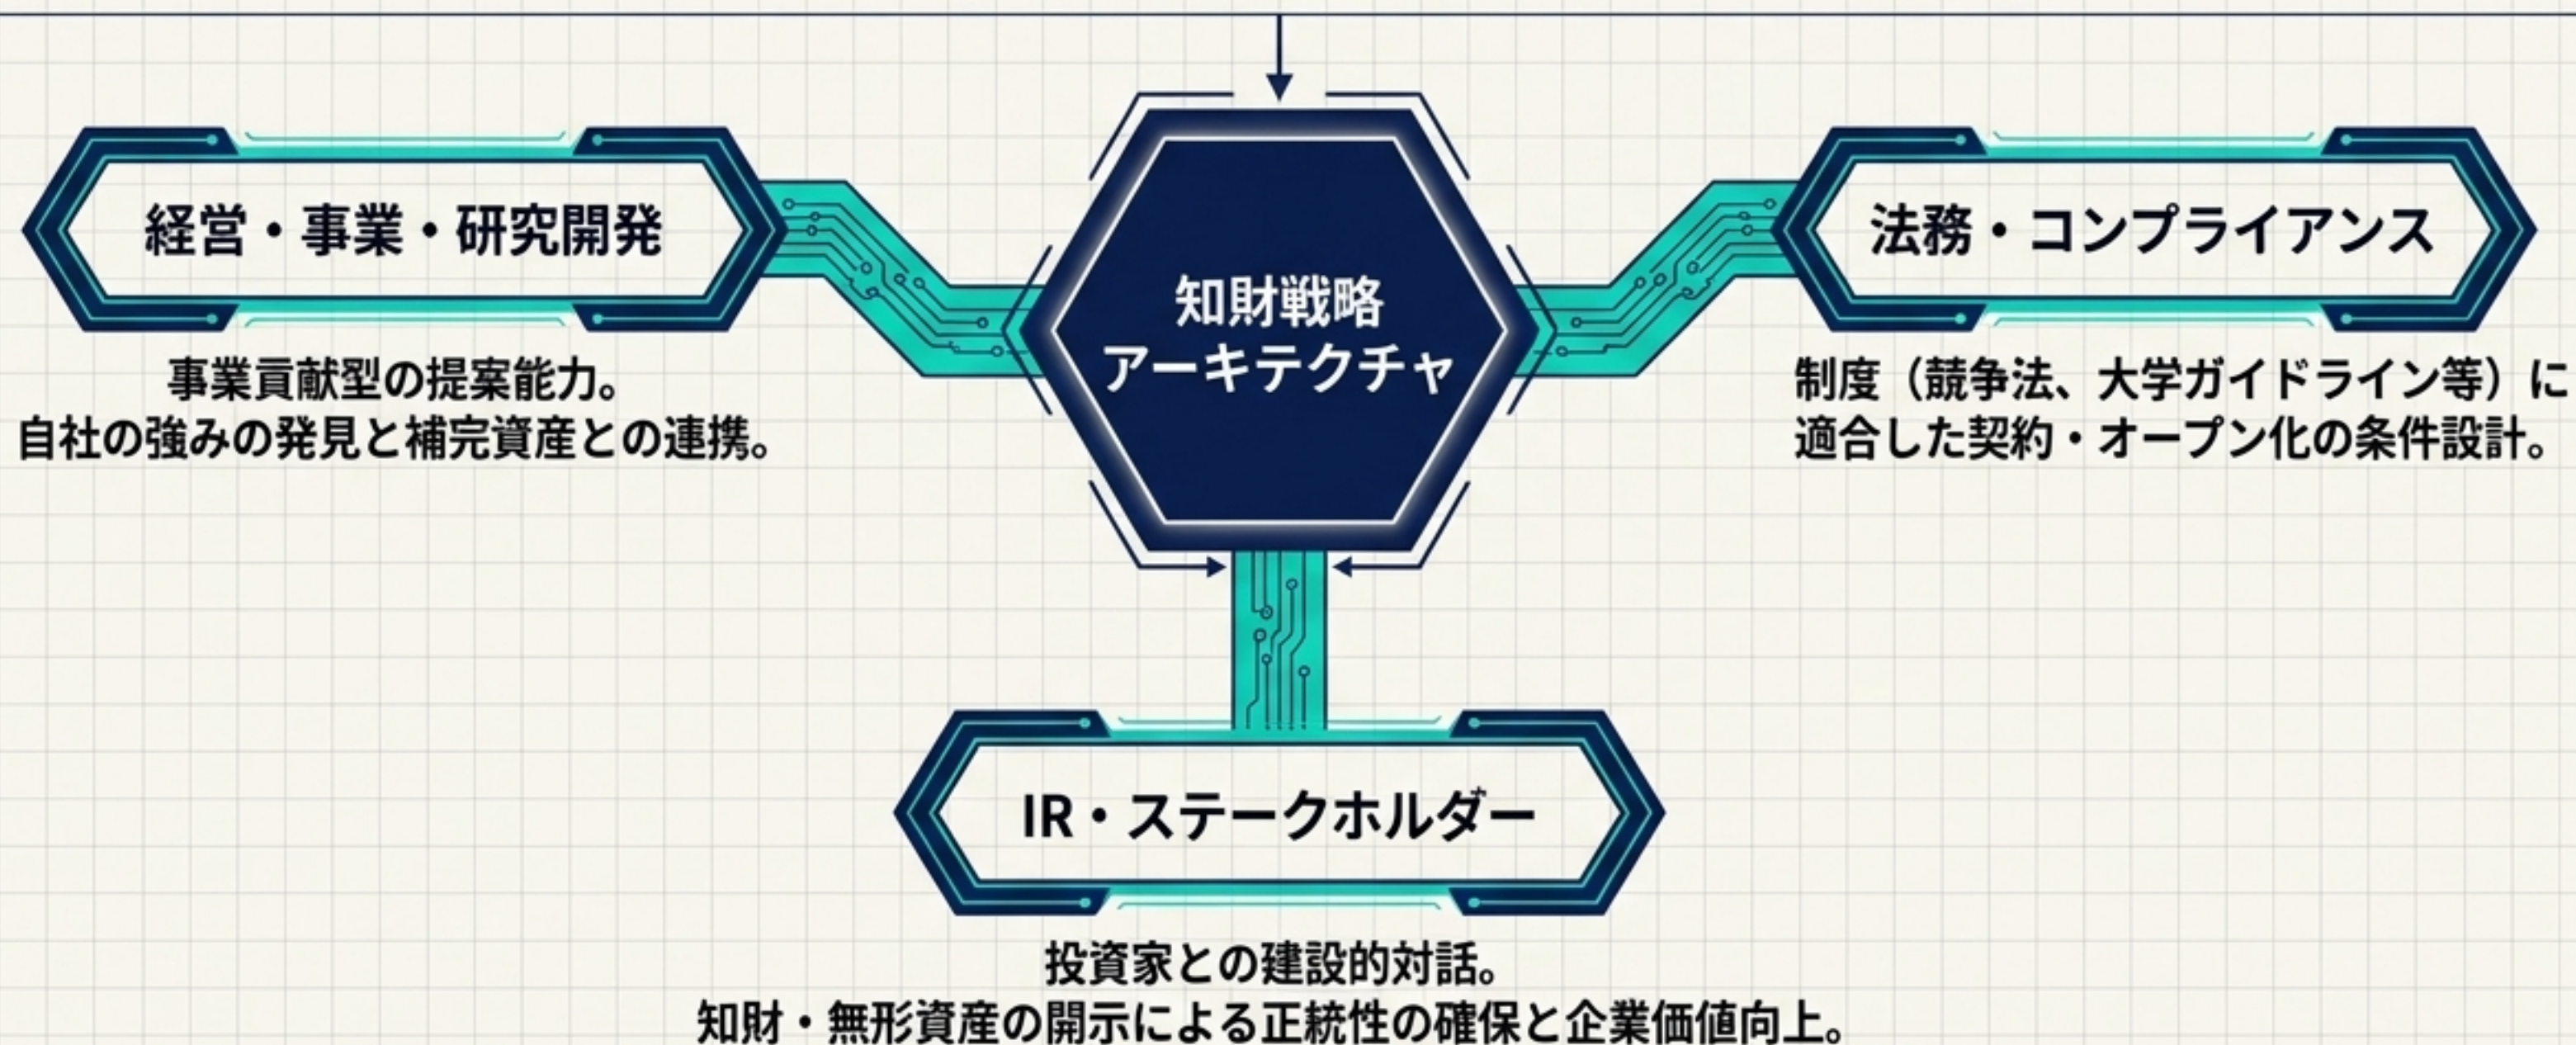 経営・事業・研究開発
事業貢献型の提案能力。
自社の強みの発見と補完資産との連携。
知財戦略
アーキテクチャ
法務・コンプライアンス
制度（競争法、大学ガイドライン等）に
適合した契約・オープン化の条件設計。
IR・ステークホルダー
投資家との建設的対話。
知財・無形資産の開示による正統性の確保と企業価値向上。